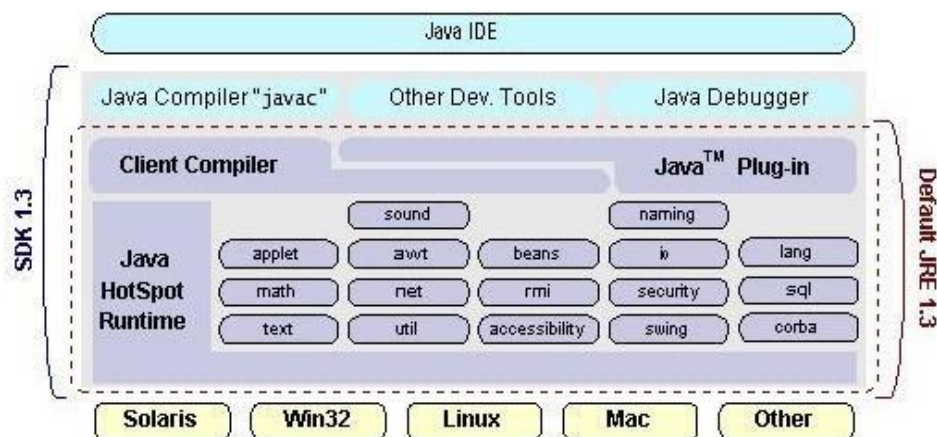 Java IDE
Java Compiler "javac"
Other Dev. Tools
Java Debugger
Client Compiler
Java™ Plug-in
SDK 1.3
Default JRE 1.3
Java
HotSpot
Runtime
sound
naming
applet
awt
beans
io
lang
math
net
rmi
security
sql
text
util
accessibility
swing
corba
Solaris
Win32
Linux
Mac
Other